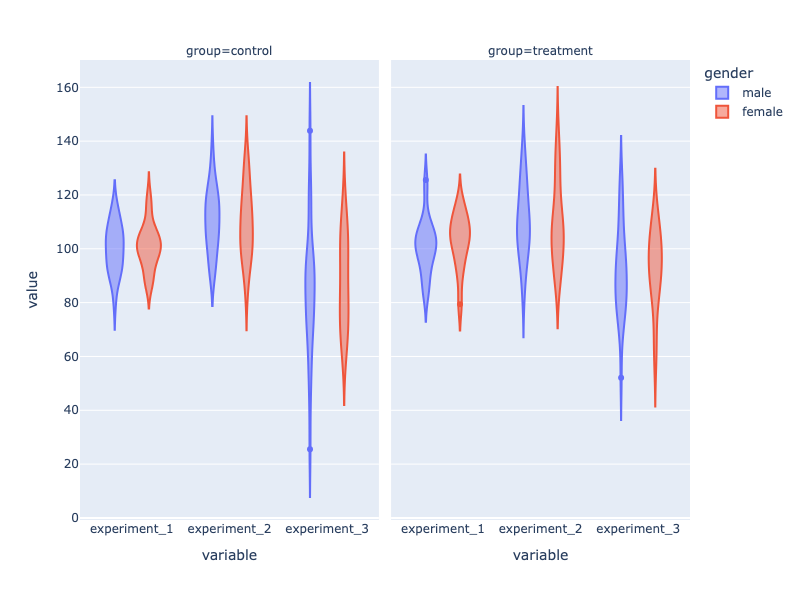 group=control
group=treatment
gender
male
female
value
160
140
120
100
80
60
40
20
0
experiment_1 experiment_2 experiment_3
experiment_1 experiment_2 experiment_3
variable
variable